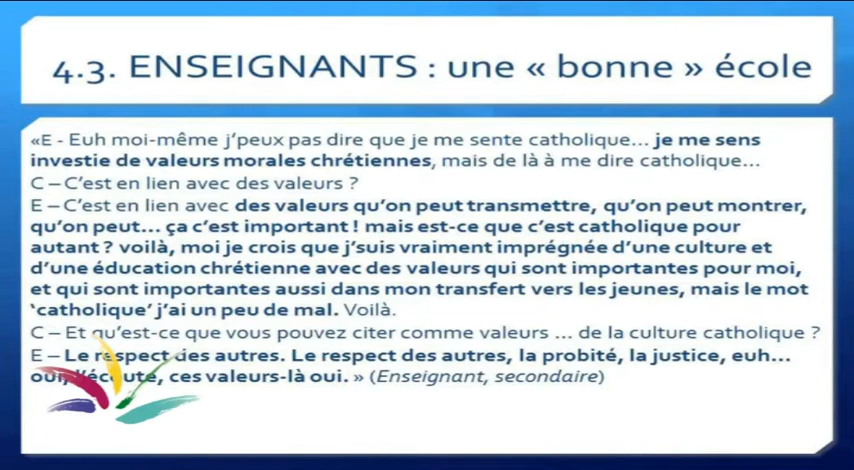 4.3. ENSEIGNANTS : une « bonne » école
«E - Euh moi-même j'peux pas dire que je me sente catholique... je me sens
investie de valeurs morales chrétiennes, mais de là à me dire catholique...
C – C'est en lien avec des valeurs ?
E – C'est en lien avec des valeurs qu'on peut transmettre, qu'on peut montrer,
qu'on peut... ça c'est important ! mais est-ce que c'est catholique pour
autant ? voilà, moi je crois que j'suis vraiment imprégnée d'une culture et
d'une éducation chrétienne avec des valeurs qui sont importantes pour moi,
et qui sont importantes aussi dans mon transfert vers les jeunes, mais le mot
'catholique' j'ai un peu de mal. Voilà.
C – Et qu'est-ce que vous pouvez citer comme valeurs ... de la culture catholique ?
E – Le respect des autres. Le respect des autres, la probité, la justice, euh...
oui, l'écoute, ces valeurs-là oui. » (Enseignant, secondaire)